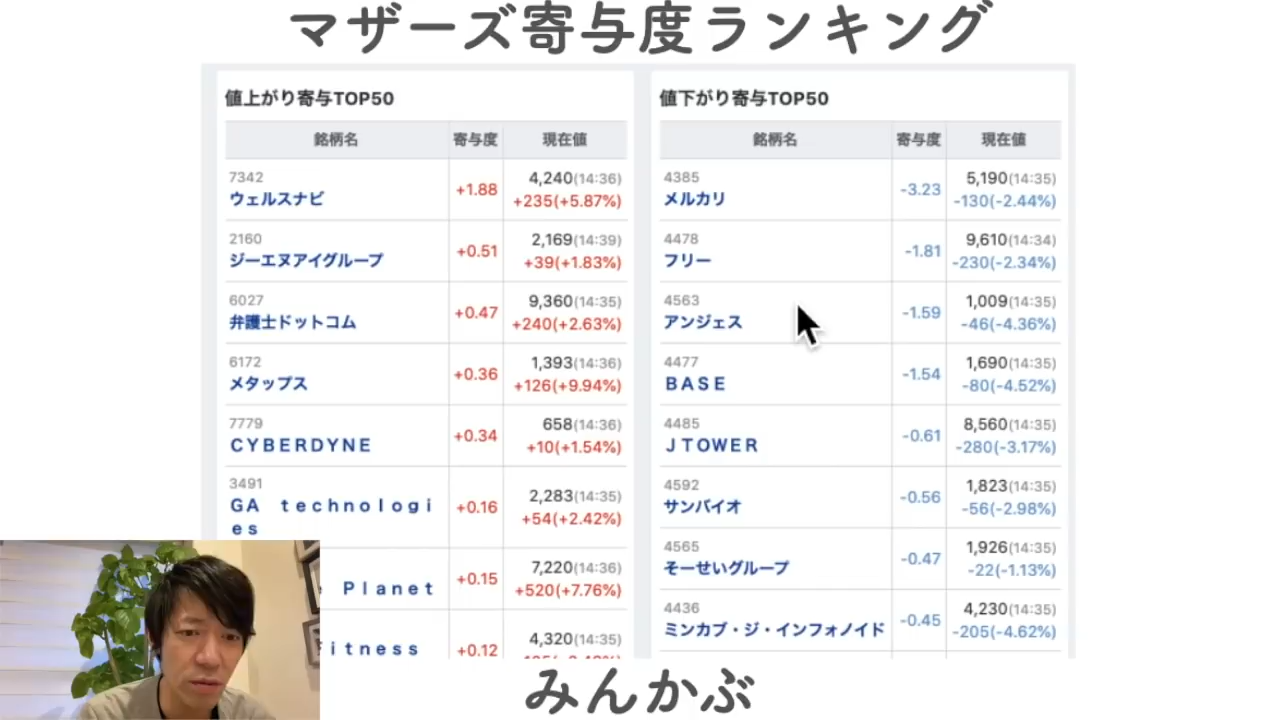 マザーズ寄与度ランキング
値上がり寄与TOP50
銘柄名 寄与度 現在値
7342
ウェルスナビ
+1.88
4,240(14:36)
+235(+5.87%)
2160
ジーエヌアイグループ
+0.51
2,169(14:39)
+39(+1.83%)
6027
弁護士ドットコム
+0.47
9,360(14:35)
+240(+2.63%)
6172
メタップス
+0.36
1,393(14:36)
+126(+9.94%)
7779
ＣＹＢＥＲＤＹＮＥ
+0.34
658(14:36)
+10(+1.54%)
3491
ＧＡ　ｔｅｃｈｎｏｌｏｇｉ
ｅｓ
+0.16
2,283(14:35)
+54(+2.42%)
Ｐｌａｎｅｔ
+0.15
7,220(14:36)
+520(+7.76%)
ｉｔｎｅｓｓ
+0.12
4,320(14:35)
値下がり寄与TOP50
銘柄名 寄与度 現在値
4385
メルカリ
-3.23
5,190(14:35)
-130(-2.44%)
4478
フリー
-1.81
9,610(14:34)
-230(-2.34%)
4563
アンジェス
-1.59
1,009(14:35)
-46(-4.36%)
4477
ＢＡＳＥ
-1.54
1,690(14:35)
-80(-4.52%)
4485
ＪＴＯＷＥＲ
-0.61
8,560(14:35)
-280(-3.17%)
4592
サンバイオ
-0.56
1,823(14:35)
-56(-2.98%)
4565
そーせいグループ
-0.47
1,926(14:35)
-22(-1.13%)
4436
ミンカブ・ジ・インフォノイド
-0.45
4,230(14:35)
-205(-4.62%)
みんかぶ